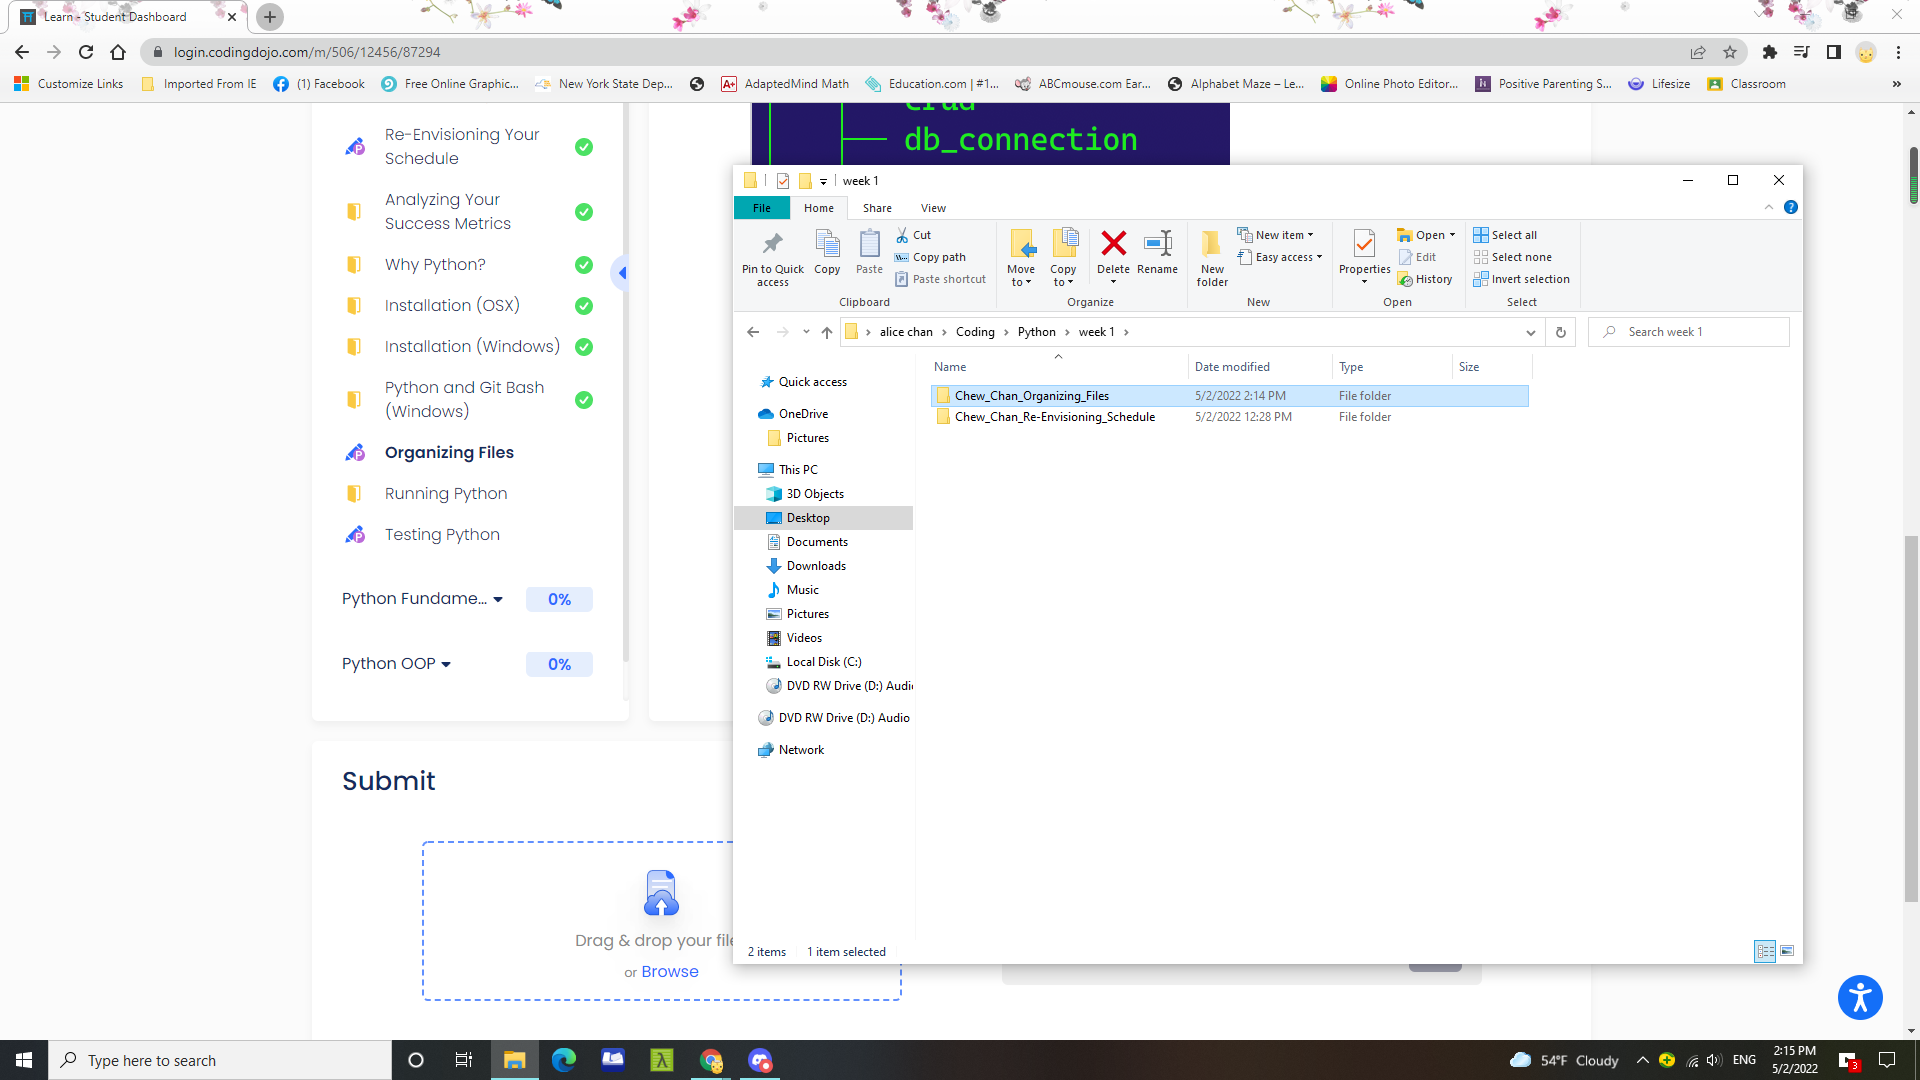 Learn - Student Dashboard
login.codingdojo.com/m/506/12456/87294
Customize Links
Imported From IE
(1) Facebook
Free Online Graphic...
New York State Dep...
AdaptedMind Math
Education.com | #1...
ABCmouse.com Ear...
Alphabet Maze – Le...
Online Photo Editor...
Positive Parenting S...
Lifesize
Classroom
»
Re-Envisioning Your
Schedule
Analyzing Your
Success Metrics
Why Python?
Installation (OSX)
Installation (Windows)
Python and Git Bash
(Windows)
Organizing Files
Running Python
Testing Python
Python Fundame... 0%
Python OOP 0%
crud
db_connection
week 1
File Home Share View
Pin to Quick
access
Copy
Paste
Cut
Copy path
Paste shortcut
Clipboard
Move
to
Copy
to
Delete
Rename
Organize
New
folder
New item
Easy access
New
Properties
Open
Edit
History
Open
Select all
Select none
Invert selection
Select
alice chan › Coding › Python › week 1 ›
Search week 1
Name Date modified Type Size
Chew_Chan_Organizing_Files 5/2/2022 2:14 PM File folder
Chew_Chan_Re-Envisioning_Schedule 5/2/2022 12:28 PM File folder
Quick access
OneDrive
Pictures
This PC
3D Objects
Desktop
Documents
Downloads
Music
Pictures
Videos
Local Disk (C:)
DVD RW Drive (D:) Audi
DVD RW Drive (D:) Audio
Network
2 items 1 item selected
Submit
Drag & drop your file
or Browse
Type here to search
54°F Cloudy
ENG
2:15 PM
5/2/2022
3